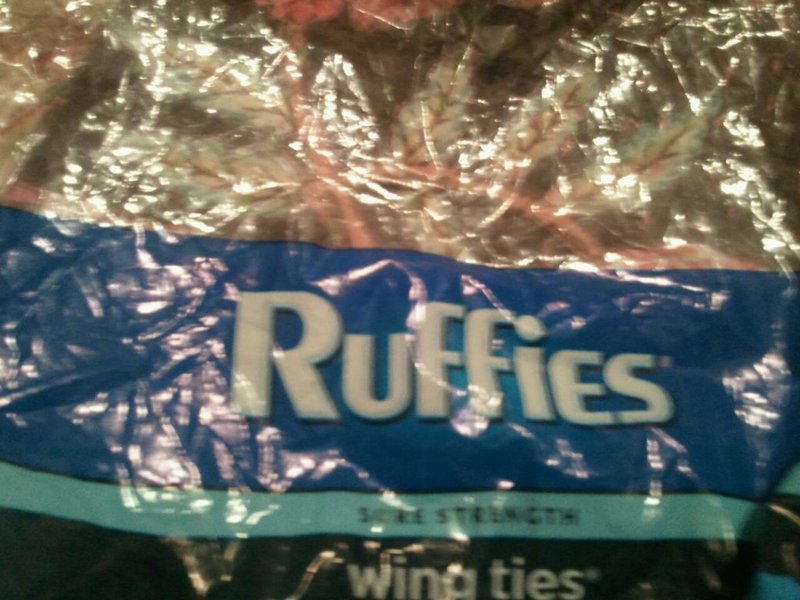 Ruffies
SURE STRENGTH
wing ties